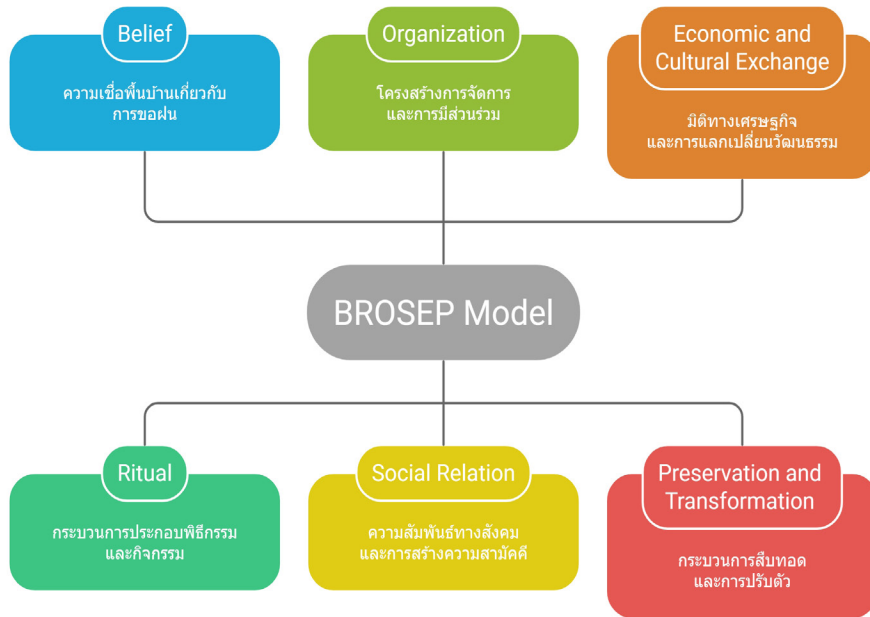 Belief
ความเชื่อพื้นบ้านเกี่ยวกับ
การขอฝน
Organization
โครงสร้างการจัดการ
และการมีส่วนร่วม
Economic and
Cultural Exchange
มิติทางเศรษฐกิจ
และการแลกเปลี่ยนวัฒนธรรม
BROSEP Model
Ritual
กระบวนการประกอบพิธีกรรม
และกิจกรรม
Social Relation
ความสัมพันธ์ทางสังคม
และการสร้างความสามัคคี
Preservation and
Transformation
กระบวนการสืบทอด
และการปรับตัว